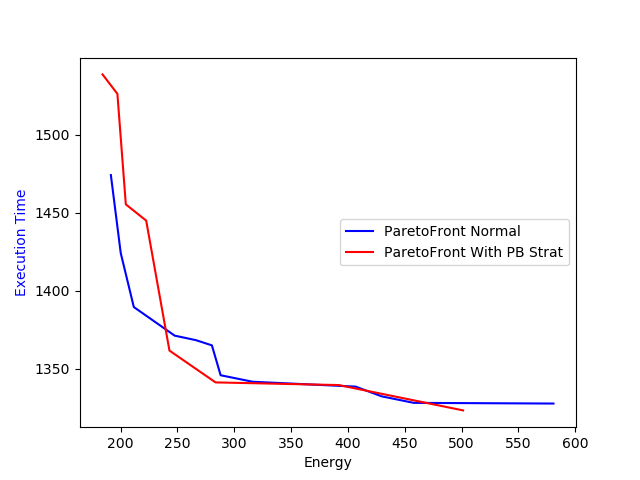 Execution Time
1500
1450
1400
1350
ParetoFront Normal
ParetoFront With PB Strat
200 250 300 350 400 450 500 550 600
Energy